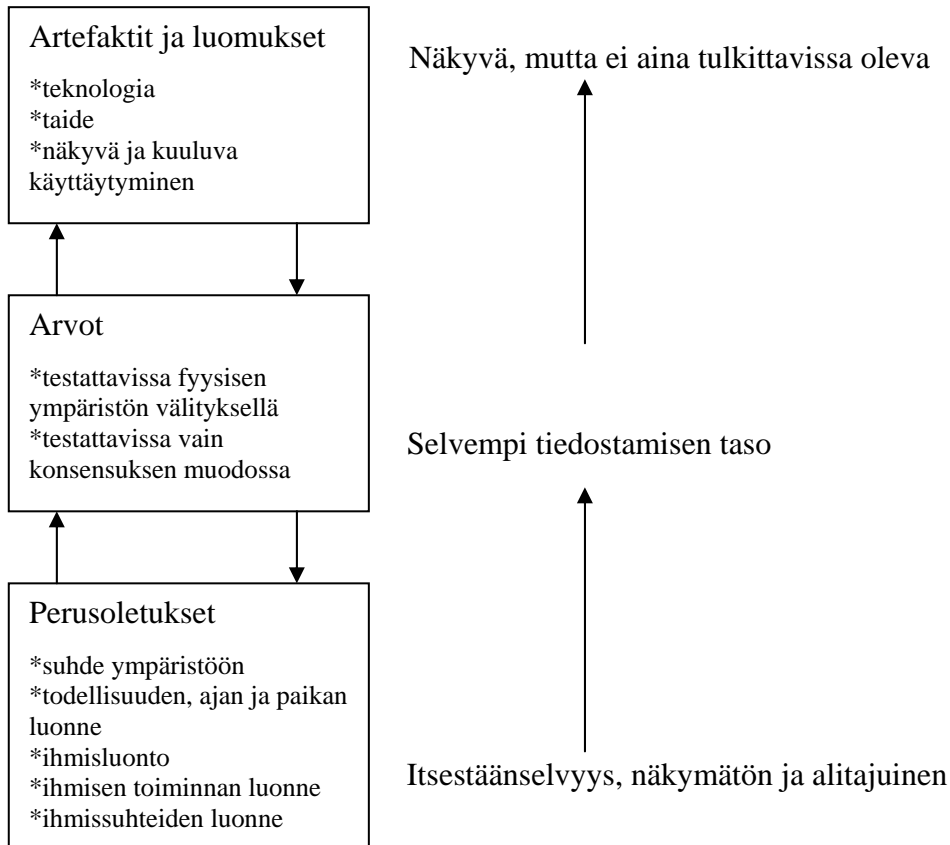 Artefaktit ja luomukset
*teknologia
*taide
*näkyvä ja kuuluva
käyttäytyminen
Näkyvä, mutta ei aina tulkittavissa oleva
Arvot
*testattavissa fyysisen
ympäristön välityksellä
*testattavissa vain
konsensuksen muodossa
Selvempi tiedostamisen taso
Perusoletukset
*suhde ympäristöön
*todellisuuden, ajan ja paikan
luonne
*ihmisluonto
*ihmisen toiminnan luonne
*ihmissuhteiden luonne
Itsestäänselvyys, näkymätön ja alitajuinen